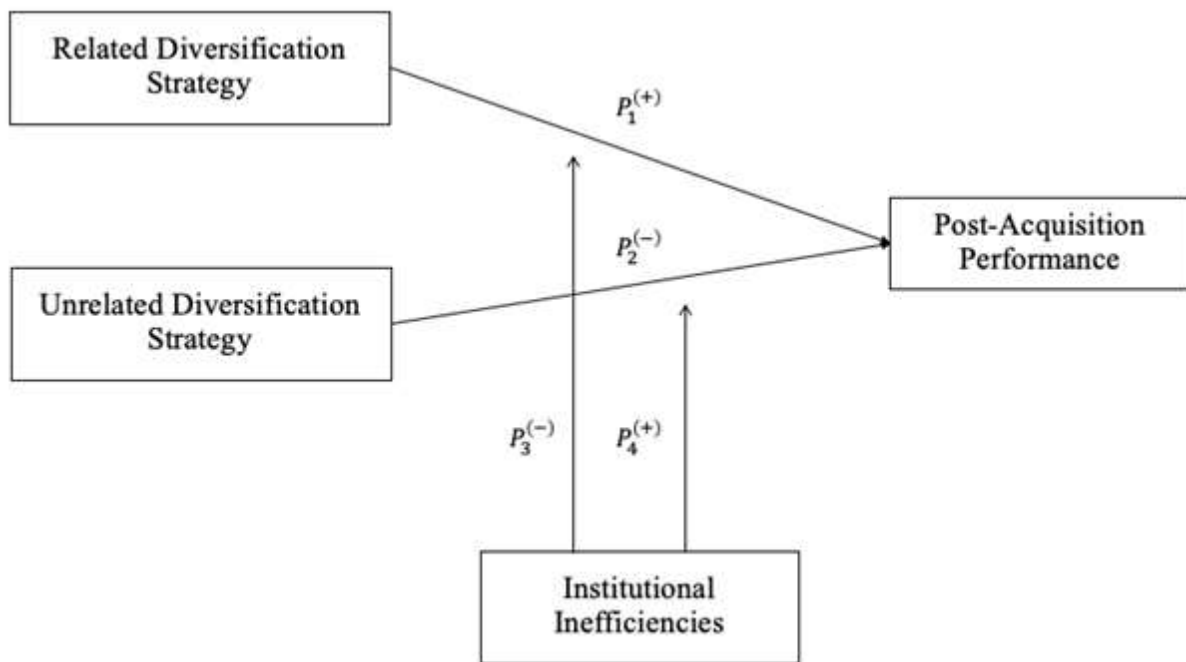 Related Diversification
Strategy
P₁⁽⁺⁾
Post-Acquisition
Performance
P₂⁽⁻⁾
Unrelated Diversification
Strategy
P₃⁽⁻⁾
P₄⁽⁺⁾
Institutional
Inefficiencies